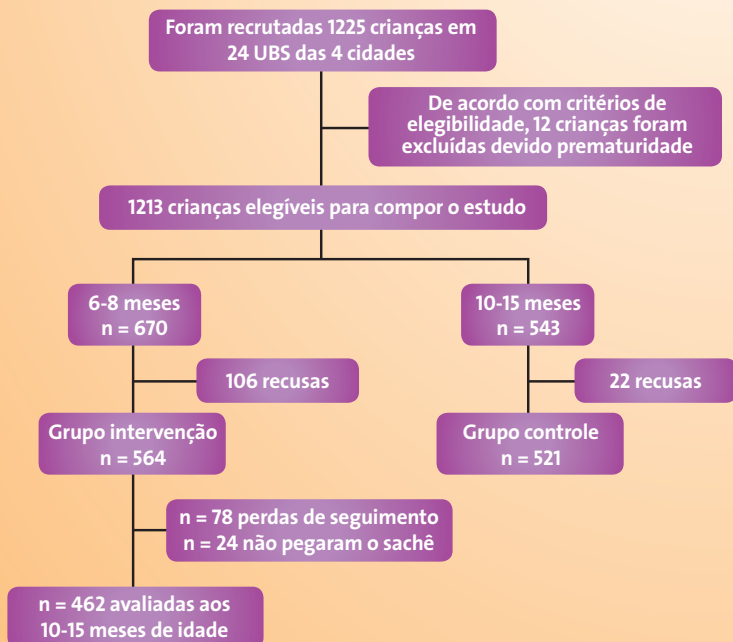 Foram recrutadas 1225 crianças em
24 UBS das 4 cidades
De acordo com critérios de
elegibilidade, 12 crianças foram
excluídas devido prematuridade
1213 crianças elegíveis para compor o estudo
6-8 meses
n = 670
10-15 meses
n = 543
106 recusas
22 recusas
Grupo intervenção
n = 564
Grupo controle
n = 521
n = 78 perdas de seguimento
n = 24 não pegaram o sachê
n = 462 avaliadas aos
10-15 meses de idade